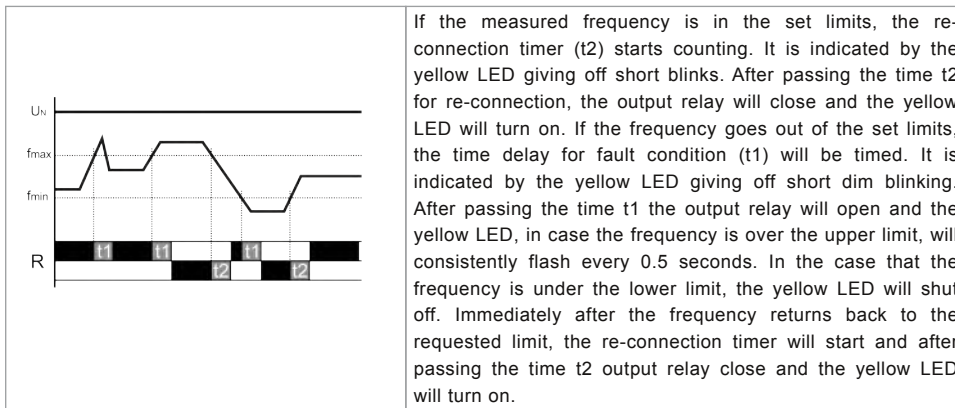 UN
fmax
fmin
R
t1
t1
t1
t2
t2
If the measured frequency is in the set limits, the re-
connection timer (t2) starts counting. It is indicated by the
yellow LED giving off short blinks. After passing the time t2
for re-connection, the output relay will close and the yellow
LED will turn on. If the frequency goes out of the set limits,
the time delay for fault condition (t1) will be timed. It is
indicated by the yellow LED giving off short dim blinking.
After passing the time t1 the output relay will open and the
yellow LED, in case the frequency is over the upper limit, will
consistently flash every 0.5 seconds. In the case that the
frequency is under the lower limit, the yellow LED will shut
off. Immediately after the frequency returns back to the
requested limit, the re-connection timer will start and after
passing the time t2 output relay close and the yellow LED
will turn on.